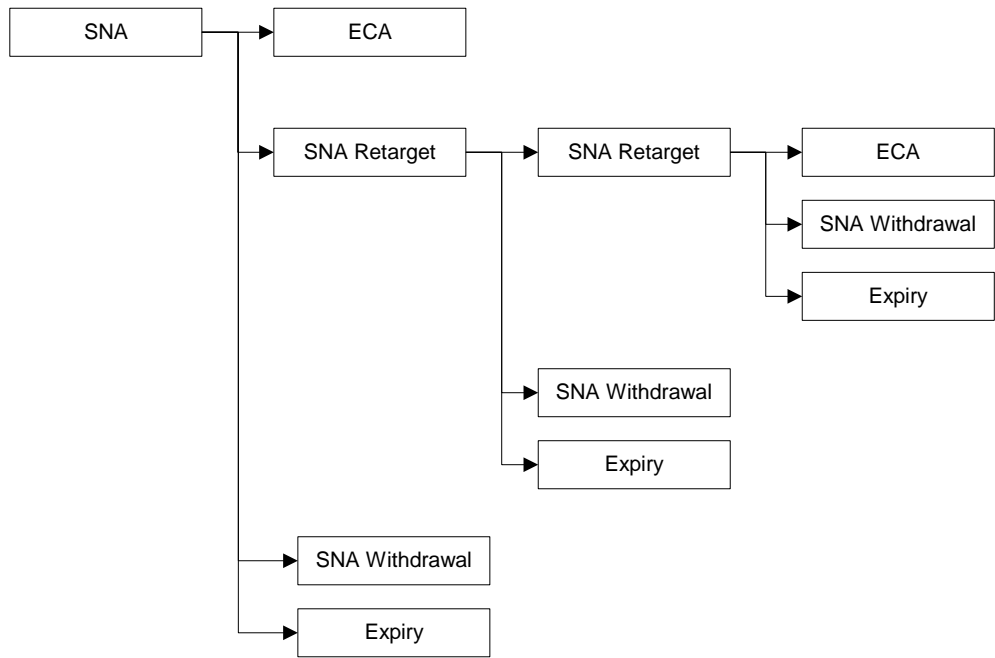 SNA
ECA
SNA Retarget
SNA Retarget
ECA
SNA Withdrawal
Expiry
SNA Withdrawal
Expiry
SNA Withdrawal
Expiry